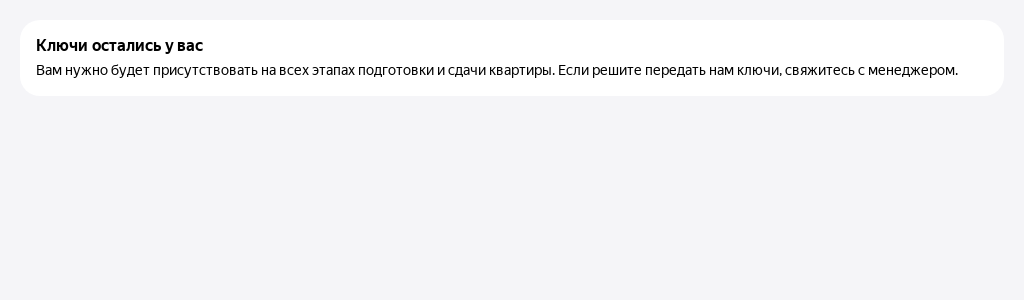 Ключи остались у вас
Вам нужно будет присутствовать на всех этапах подготовки и сдачи квартиры. Если решите передать нам ключи, свяжитесь с менеджером.